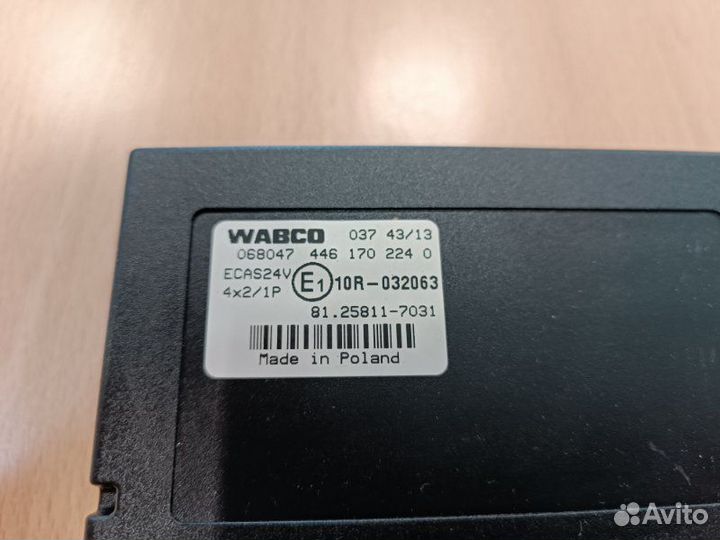 WABCO 037 43/13
068047 446 170 224 0
ECAS24V
4x2/1P
E1 10R-032063
81.25811-7031
Made in Poland
Avito